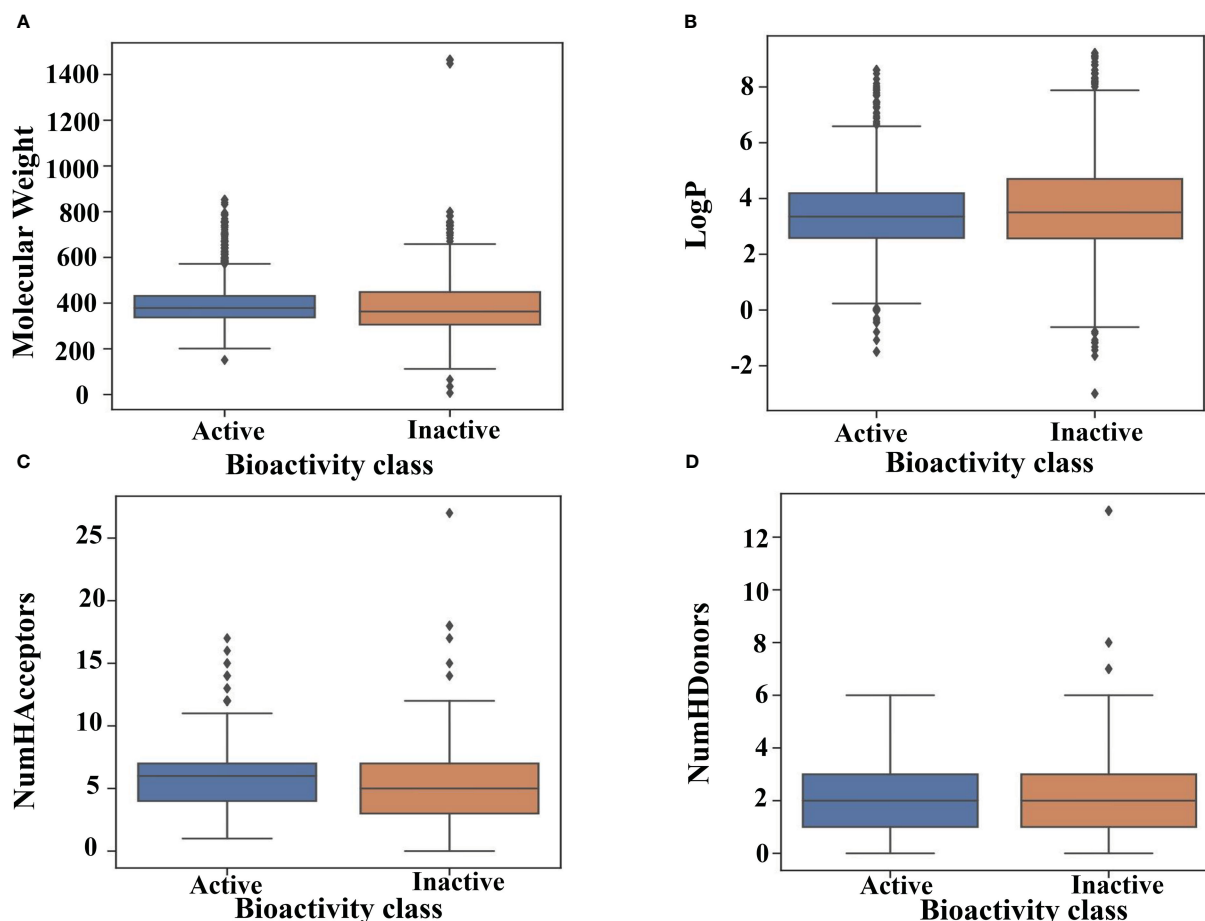 A
Molecular Weight
1400
1200
1000
800
600
400
200
0
Active Inactive
Bioactivity class
B
LogP
8
6
4
2
0
-2
Active Inactive
Bioactivity class
C
NumHAcceptors
25
20
15
10
5
0
Active Inactive
Bioactivity class
D
NumHDonors
12
10
8
6
4
2
0
Active Inactive
Bioactivity class